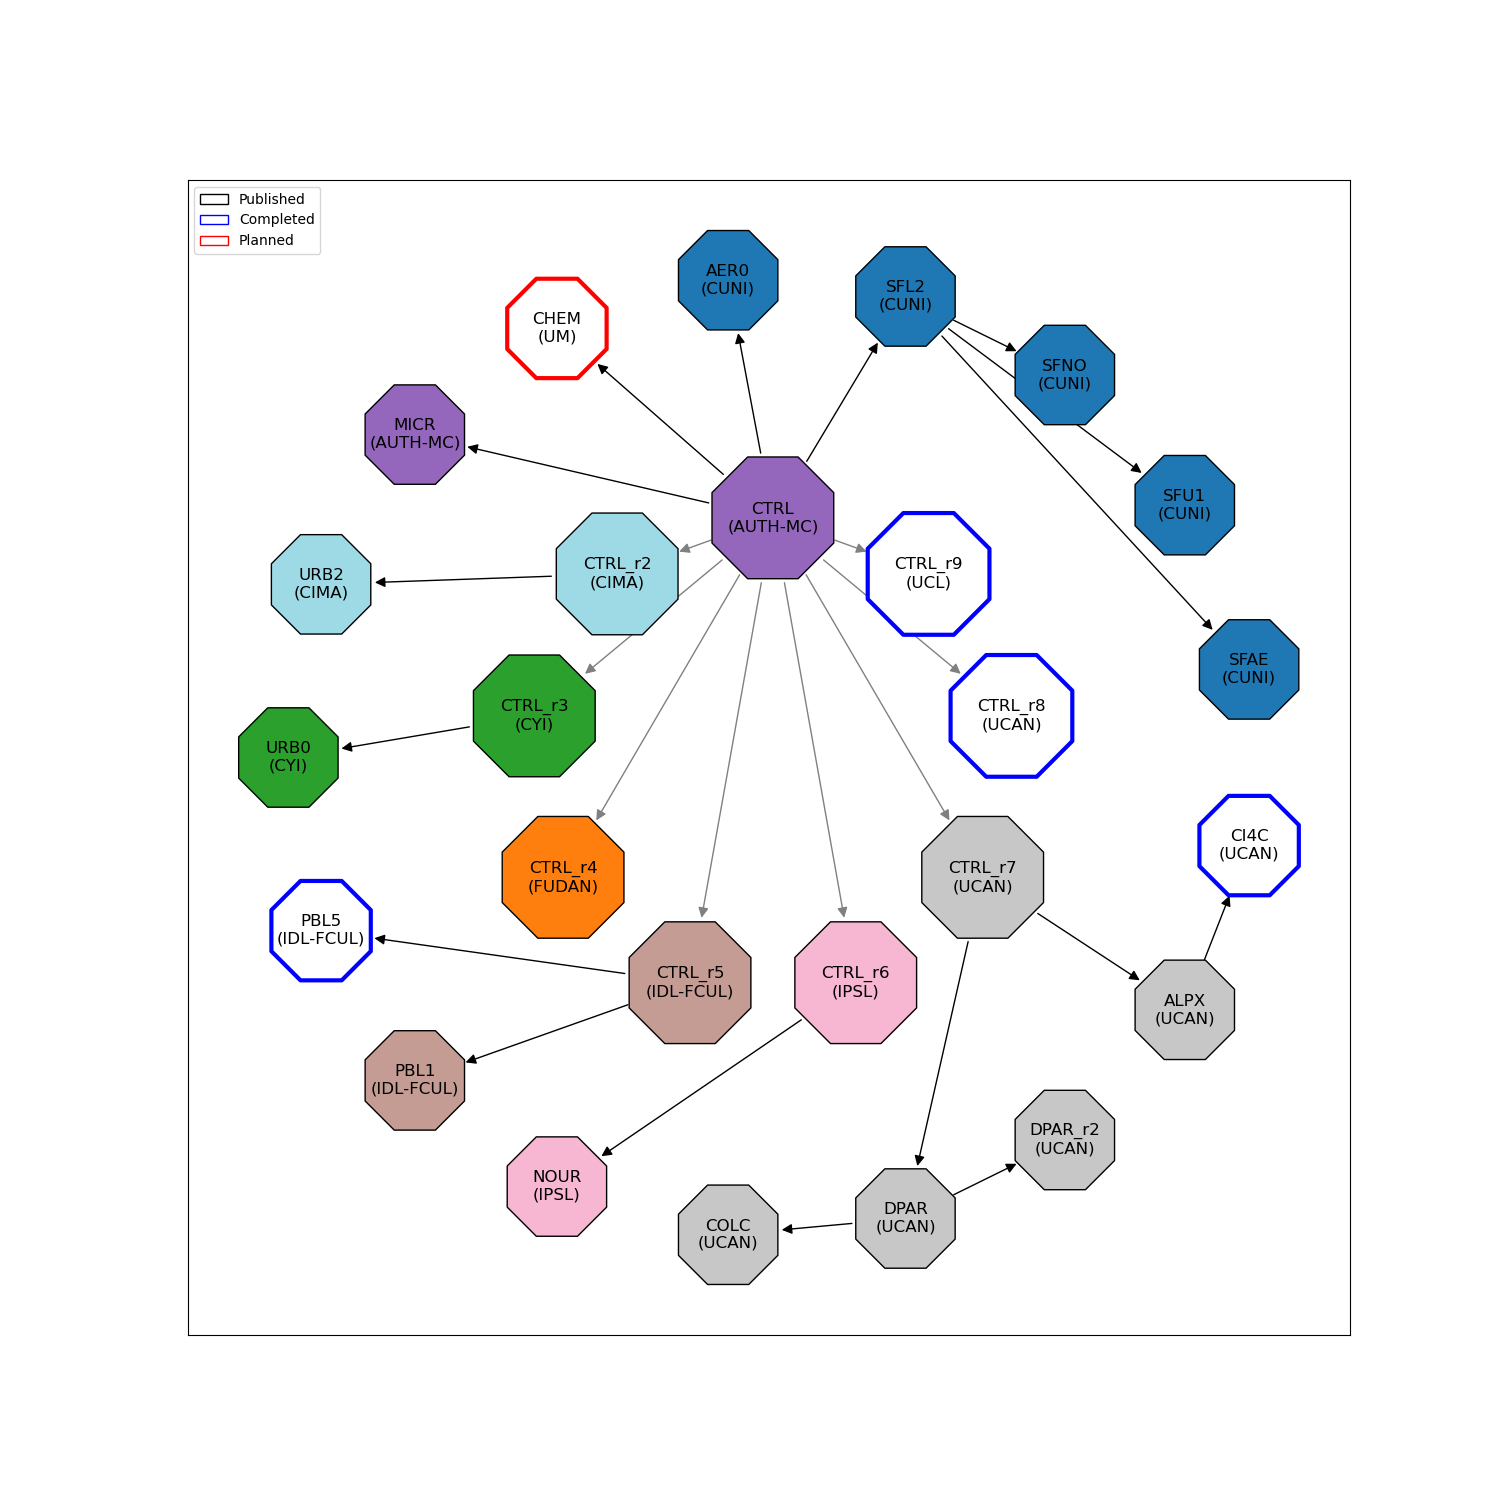 Published
Completed
Planned
AER0
(CUNI)
SFL2
(CUNI)
CHEM
(UM)
SFNO
(CUNI)
MICR
(AUTH-MC)
CTRL
(AUTH-MC)
SFU1
(CUNI)
URB2
(CIMA)
CTRL_r2
(CIMA)
CTRL_r9
(UCL)
SFAE
(CUNI)
CTRL_r3
(CYI)
CTRL_r8
(UCAN)
URB0
(CYI)
CI4C
(UCAN)
CTRL_r4
(FUDAN)
CTRL_r7
(UCAN)
PBL5
(IDL-FCUL)
CTRL_r5
(IDL-FCUL)
CTRL_r6
(IPSL)
ALPX
(UCAN)
PBL1
(IDL-FCUL)
DPAR_r2
(UCAN)
NOUR
(IPSL)
DPAR
(UCAN)
COLC
(UCAN)